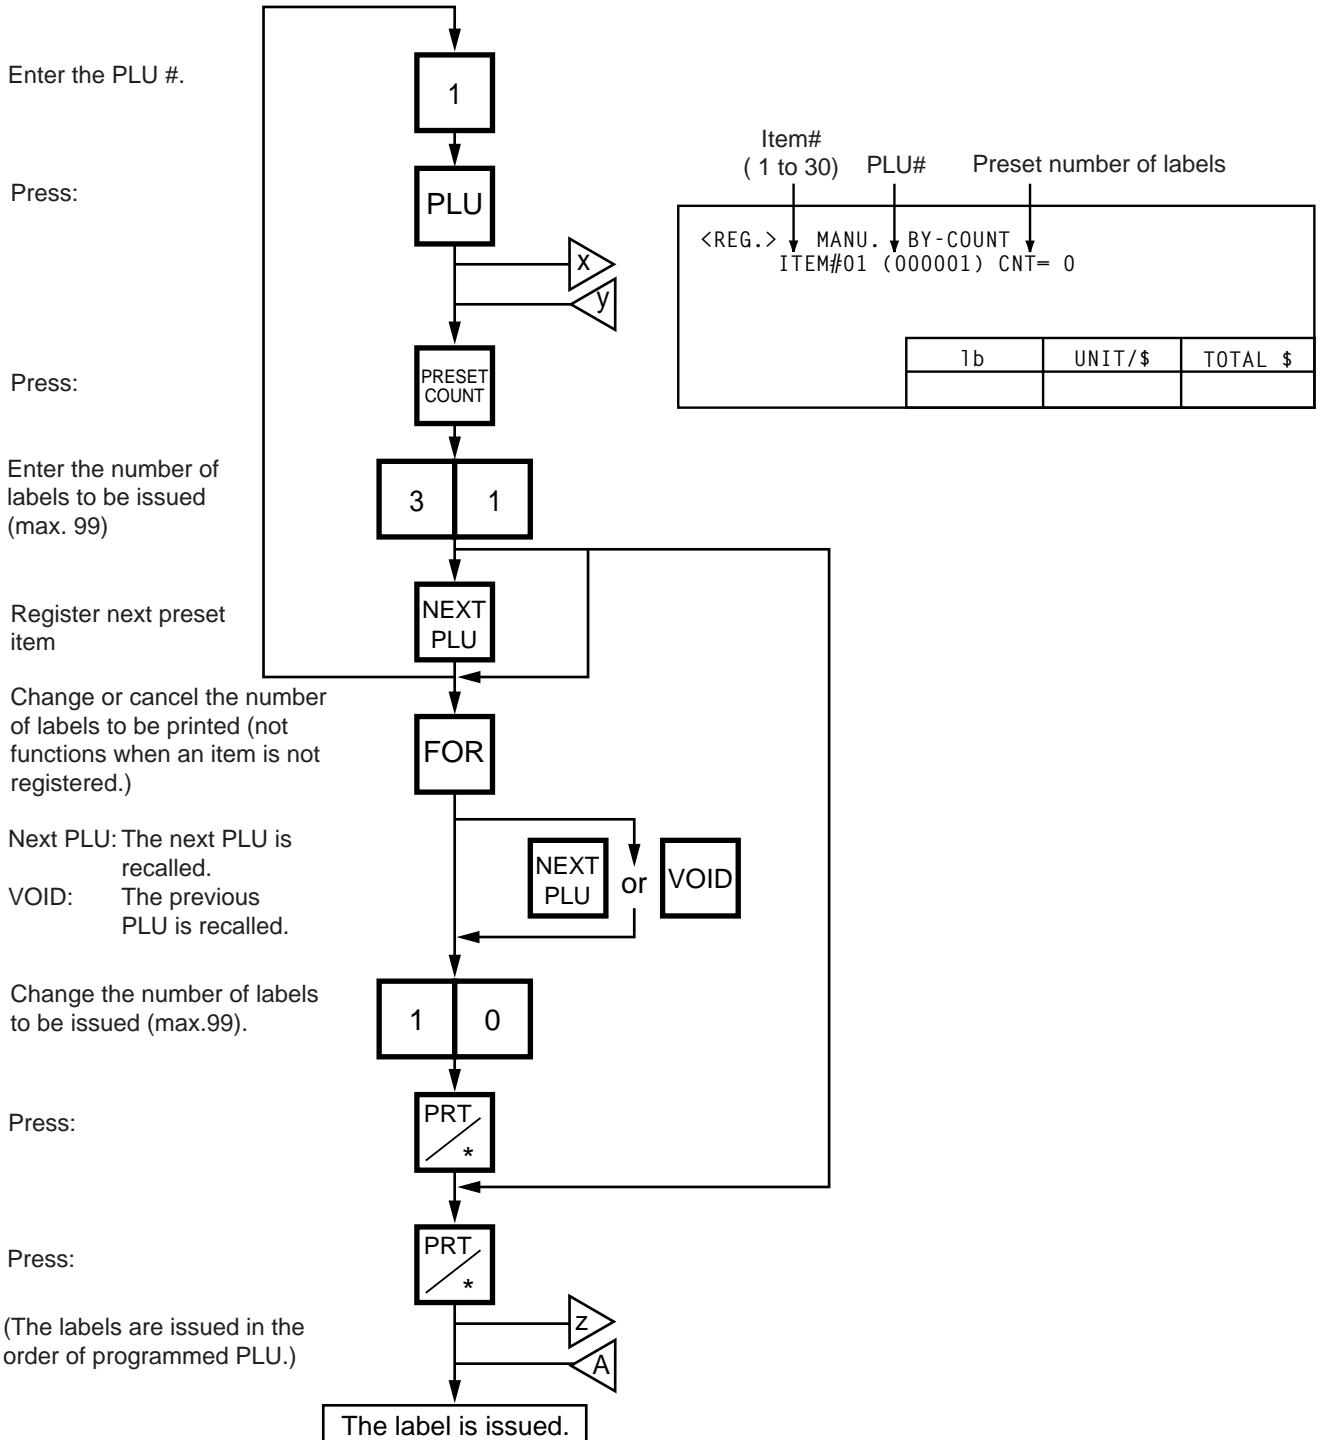 Enter the PLU #.
1
Item#
( 1 to 30)
PLU#
Preset number of labels
Press:
PLU
<REG.> MANU. BY-COUNT
ITEM#01 (000001) CNT= 0
x
y
lb
UNIT/$
TOTAL $
Press:
PRESET
COUNT
Enter the number of
labels to be issued
(max. 99)
3
1
Register next preset
item
NEXT
PLU
Change or cancel the number
of labels to be printed (not
functions when an item is not
registered.)
FOR
Next PLU: The next PLU is
recalled.
VOID: The previous
PLU is recalled.
NEXT
PLU
or
VOID
Change the number of labels
to be issued (max.99).
1
0
Press:
PRT
*
Press:
PRT
*
(The labels are issued in the
order of programmed PLU.)
z
A
The label is issued.